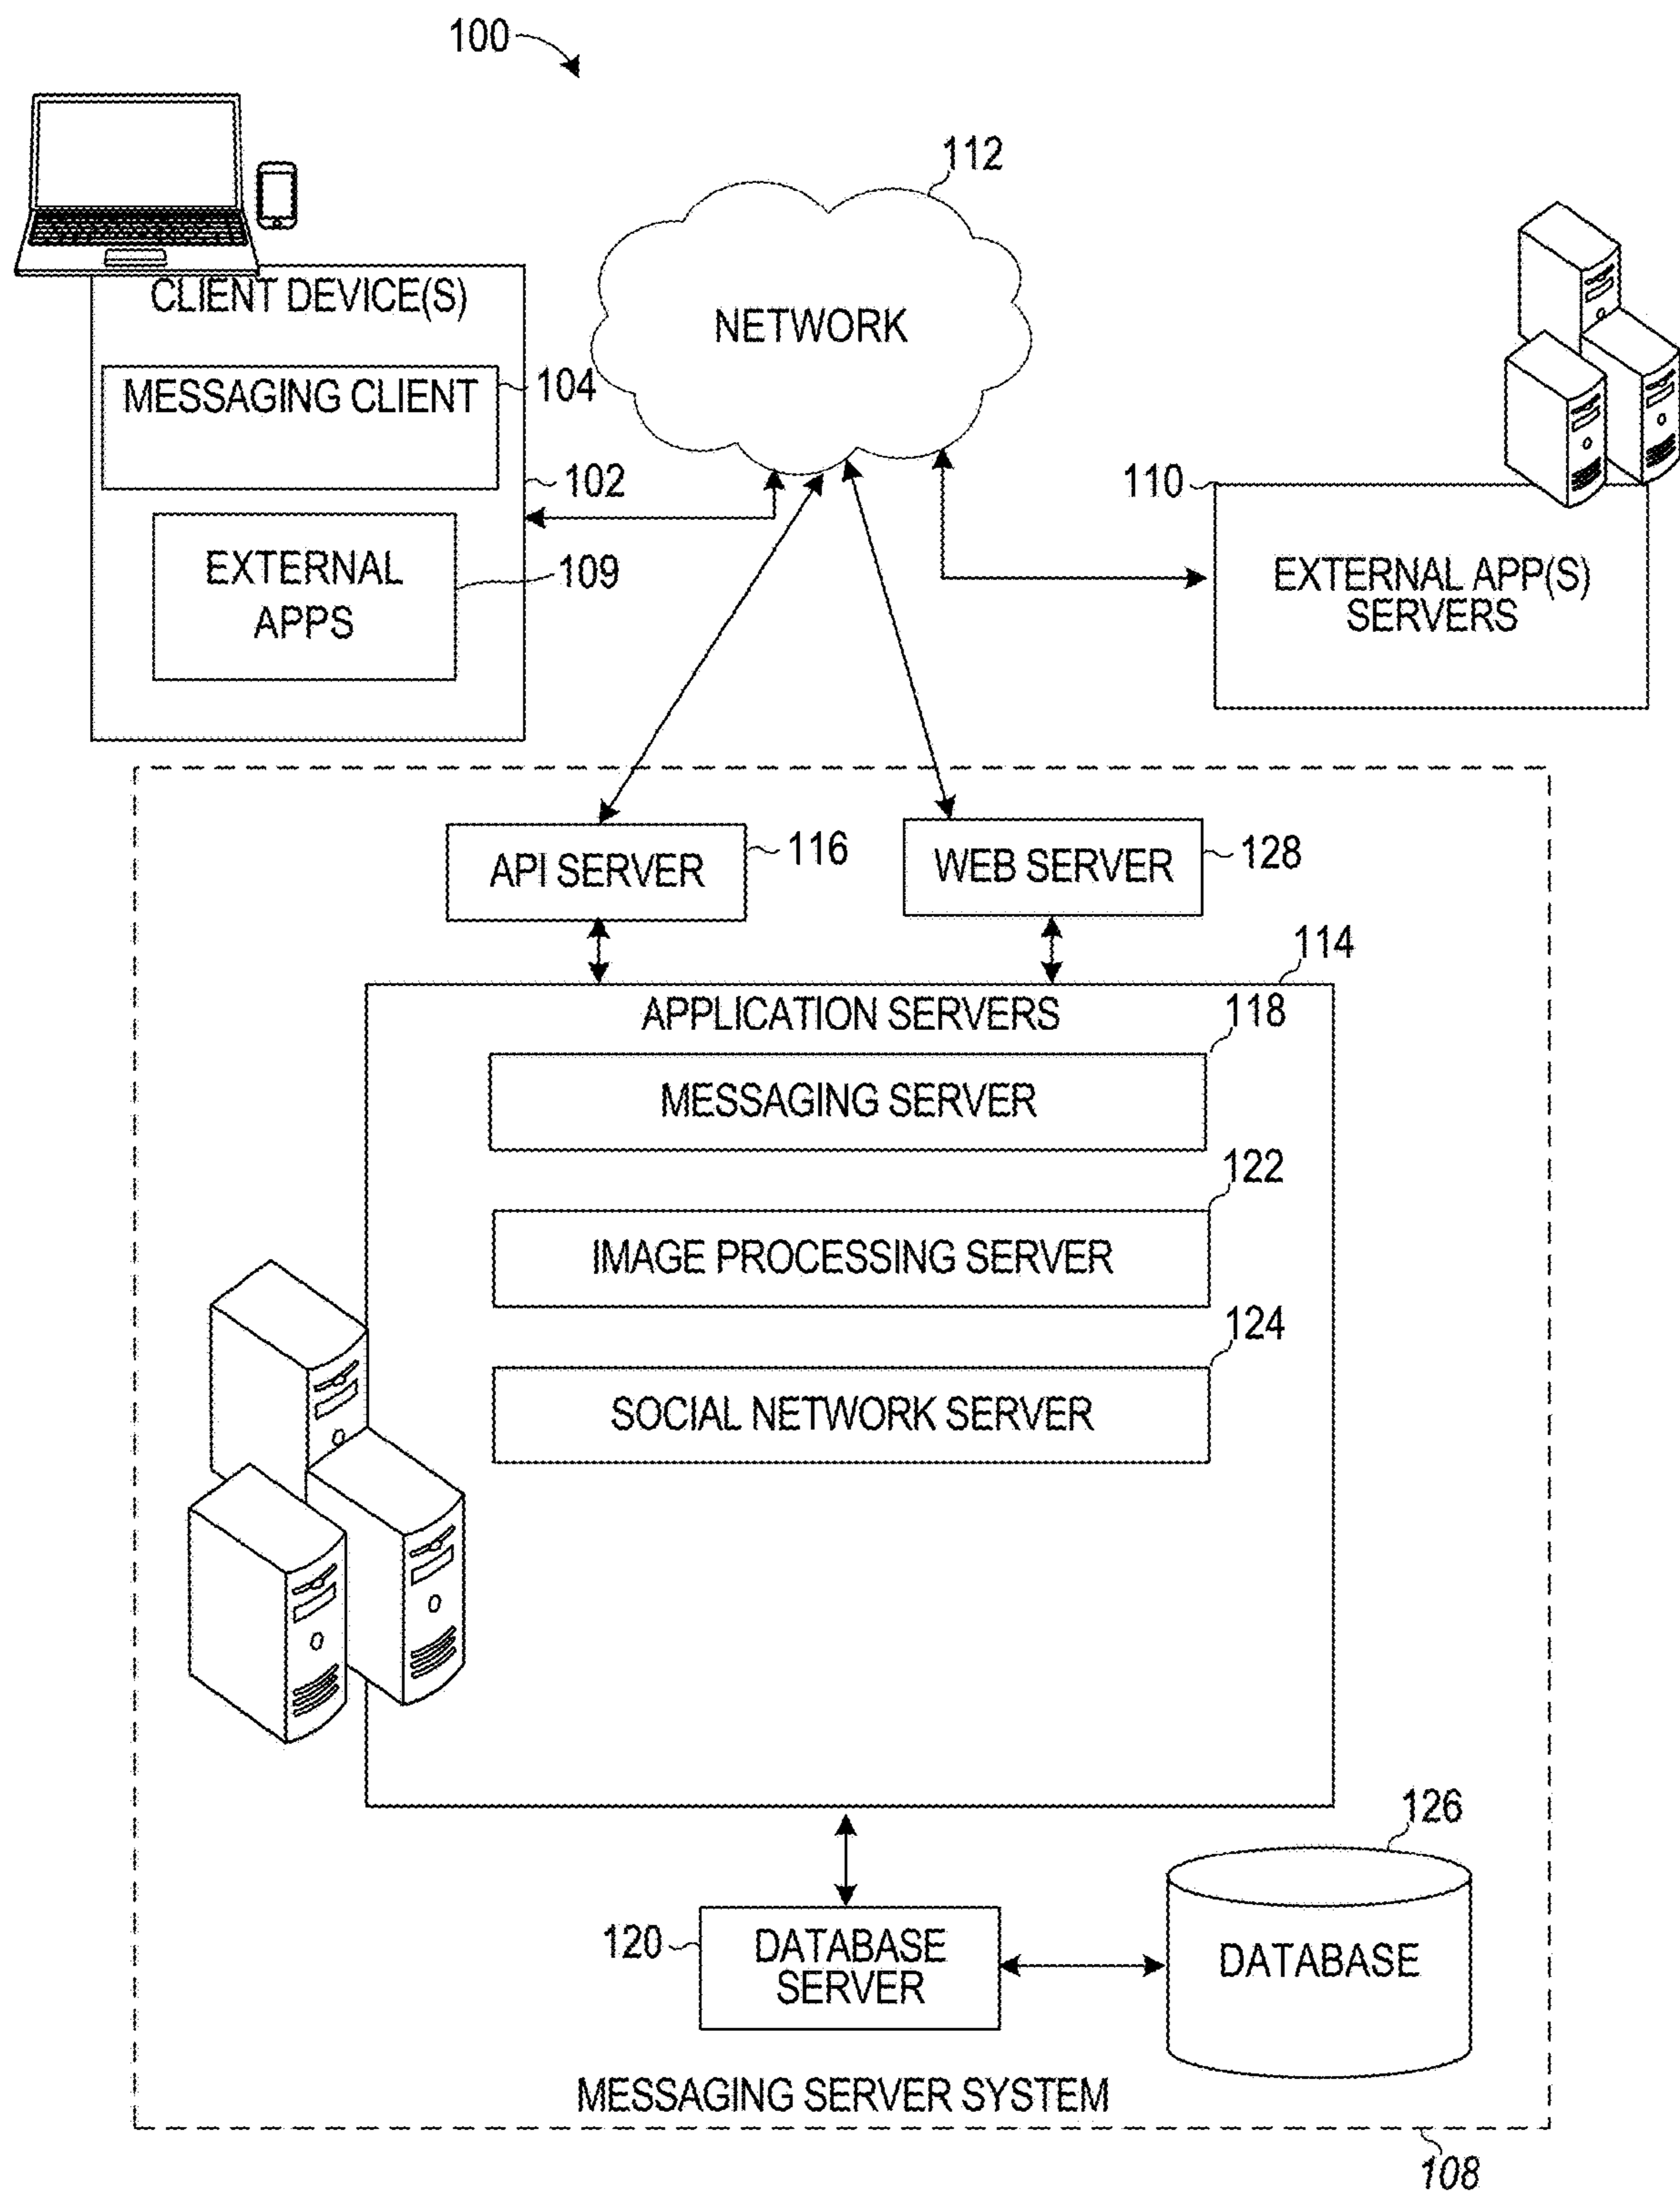 100
112
CLIENT DEVICE(S)
NETWORK
MESSAGING CLIENT
104
102
110
EXTERNAL
APPS
109
EXTERNAL APP(S)
SERVERS
API SERVER
116
WEB SERVER
128
114
APPLICATION SERVERS
118
MESSAGING SERVER
122
IMAGE PROCESSING SERVER
124
SOCIAL NETWORK SERVER
126
120
DATABASE
SERVER
DATABASE
MESSAGING SERVER SYSTEM
108